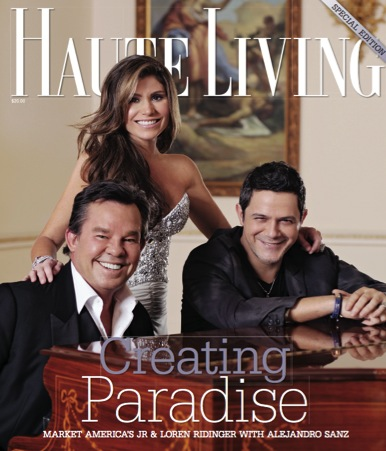 SPECIAL EDITION
HAUTE LIVING
$20.00
Creating
Paradise
MARKET AMERICA'S JR & LOREN RIDINGER WITH ALEJANDRO SANZ